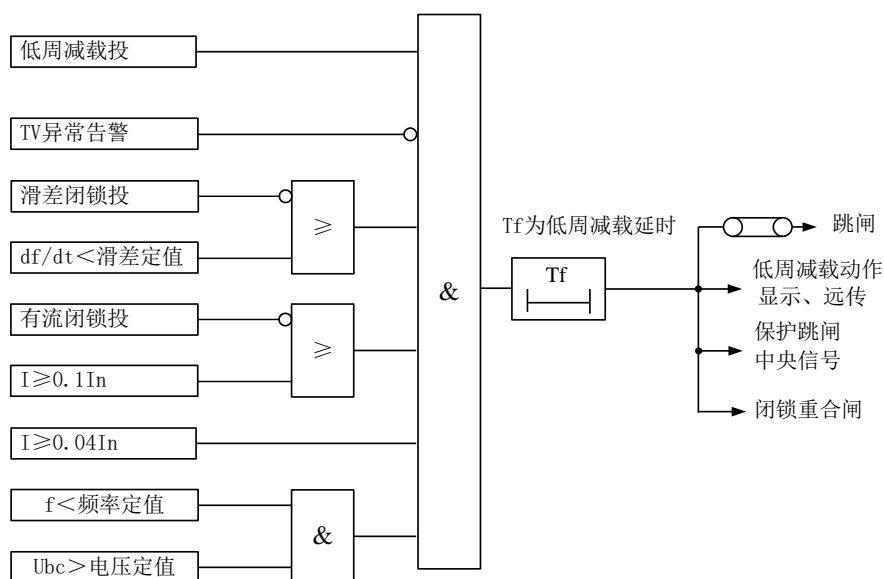 低周减载投
TV异常告警
滑差闭锁投
df/dt＜滑差定值
有流闭锁投
I≥0.1In
I≥0.04In
f＜频率定值
Ubc＞电压定值
≥
≥
&
&
Tf为低周减载延时
Tf
跳闸
低周减载动作
显示、远传
保护跳闸
中央信号
闭锁重合闸